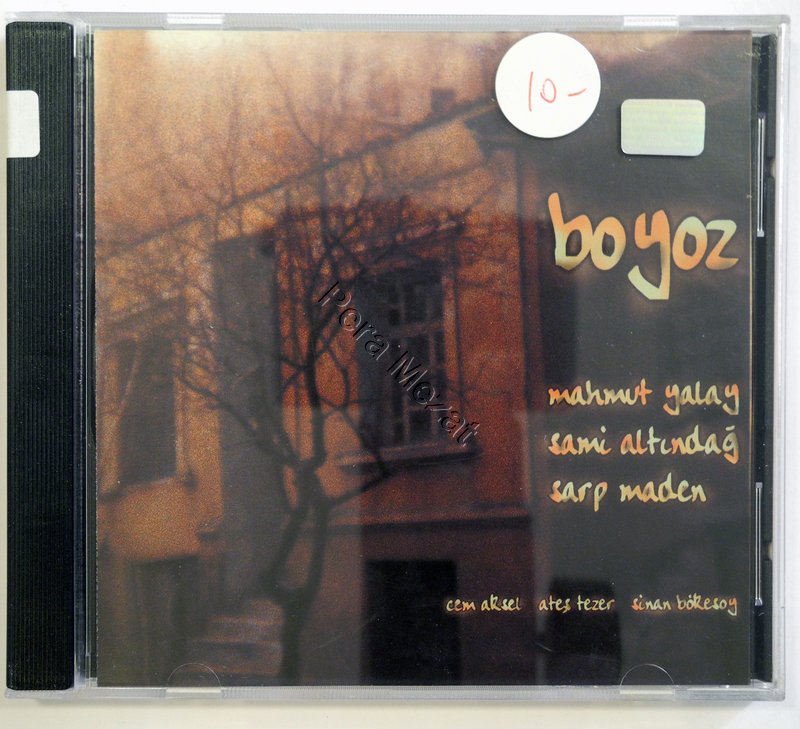 10-
boyoz
mahmut yalay
sami altındağ
sarp maden
cem aksel ateş tezer sinan bökesoy
Pera Mezat